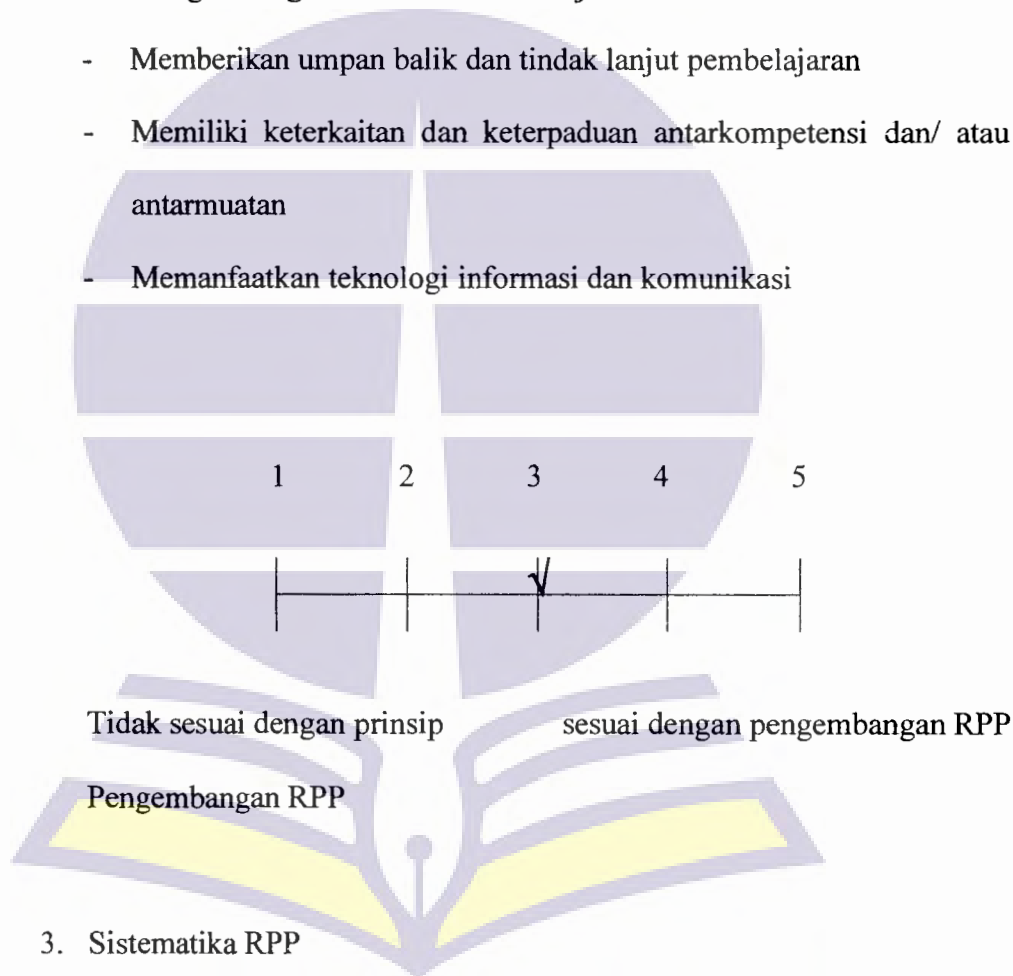 - Memberikan umpan balik dan tindak lanjut pembelajaran
- Memiliki keterkaitan dan keterpaduan antarkompetensi dan/ atau
antarmuatan
- Memanfaatkan teknologi informasi dan komunikasi
1 2 3 4 5
√
Tidak sesuai dengan prinsip sesuai dengan pengembangan RPP
Pengembangan RPP
3. Sistematika RPP